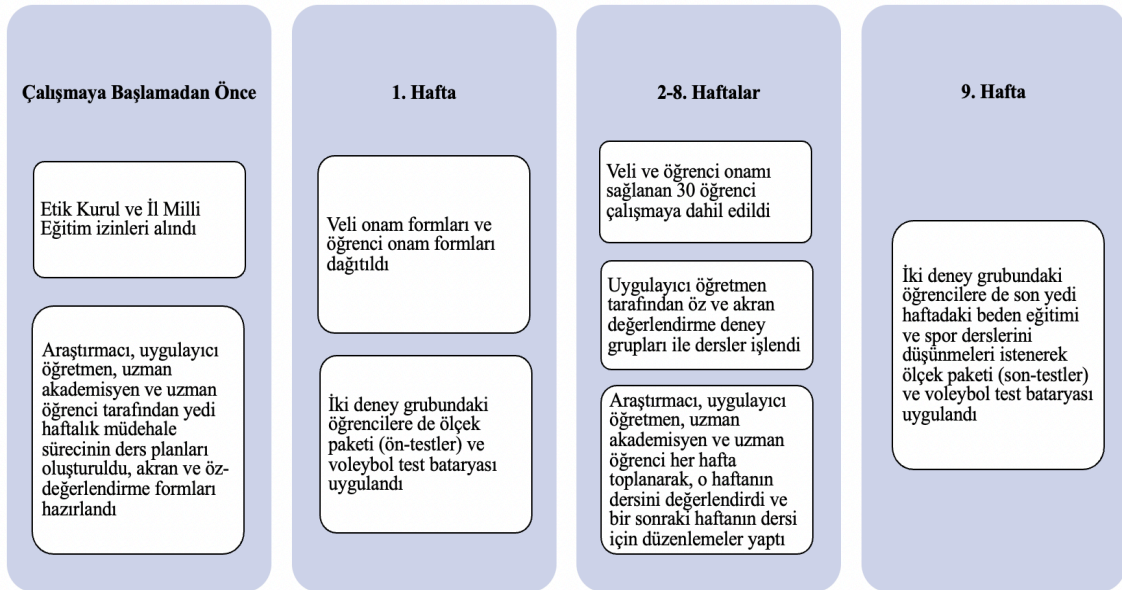 Çalışmaya Başlamadan Önce
Etik Kurul ve İl Milli
Eğitim izinleri alındı
Araştırmacı, uygulayıcı
öğretmen, uzman
akademisyen ve uzman
öğrenci tarafından yedi
haftalık müdehale
sürecinin ders planları
oluşturuldu, akran ve öz-
değerlendirme formları
hazırlandı
1. Hafta
Veli onam formları ve
öğrenci onam formları
dağıtıldı
İki deney grubundaki
öğrencilere de ölçek
paketi (ön-testler) ve
voleybol test bataryası
uygulandı
2-8. Haftalar
Veli ve öğrenci onamı
sağlanan 30 öğrenci
çalışmaya dahil edildi
Uygulayıcı öğretmen
tarafından öz ve akran
değerlendirme deney
grupları ile dersler işlendi
Araştırmacı, uygulayıcı
öğretmen, uzman
akademisyen ve uzman
öğrenci her hafta
toplanarak, o haftanın
dersini değerlendirdi ve
bir sonraki haftanın dersi
için düzenlemeler yaptı
9. Hafta
İki deney grubundaki
öğrencilere de son yedi
haftadaki beden eğitimi
ve spor derslerini
düşünmeleri istenerek
ölçek paketi (son-testler)
ve voleybol test bataryası
uygulandı